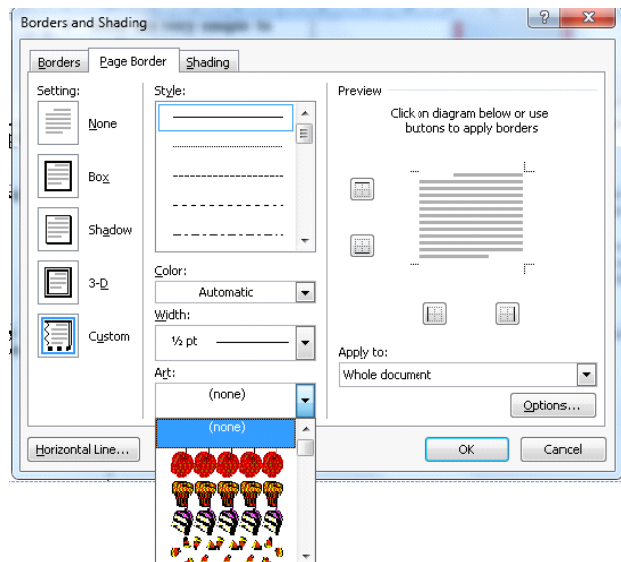 Borders and Shading
Borders
Page Border
Shading
Setting:
None
Box
Shadow
3-D
Custom
Style:
Color:
Automatic
Width:
½ pt
Art:
(none)
(none)
Preview
Click on diagram below or use
buttons to apply borders
Apply to:
Whole document
Options...
Horizontal Line...
OK
Cancel